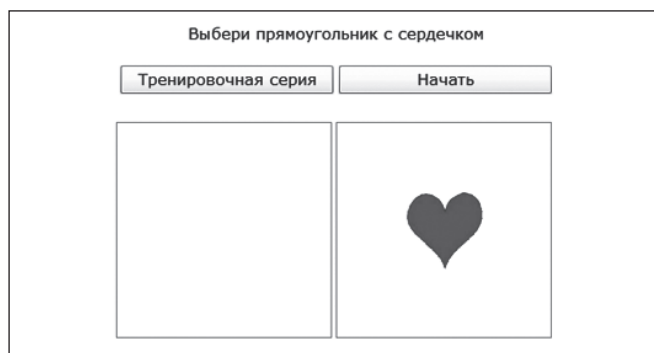 Выбери прямоугольник с сердечком
Тренировочная серия Начать